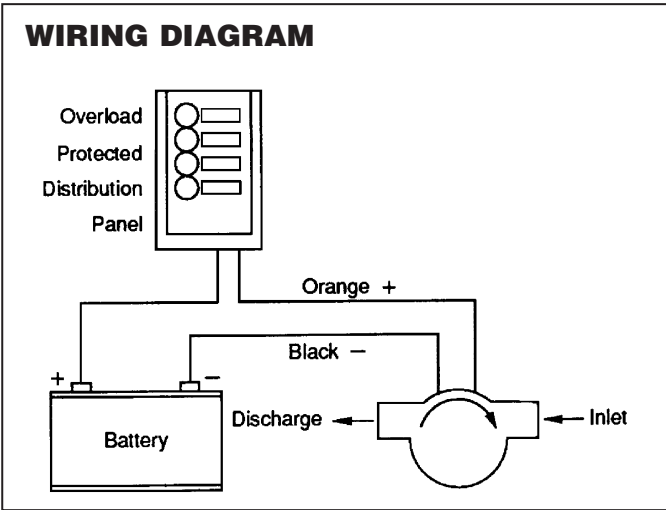 WIRING DIAGRAM
Overload
Protected
Distribution
Panel
Orange +
Black −
+ −
Battery
Discharge
Inlet